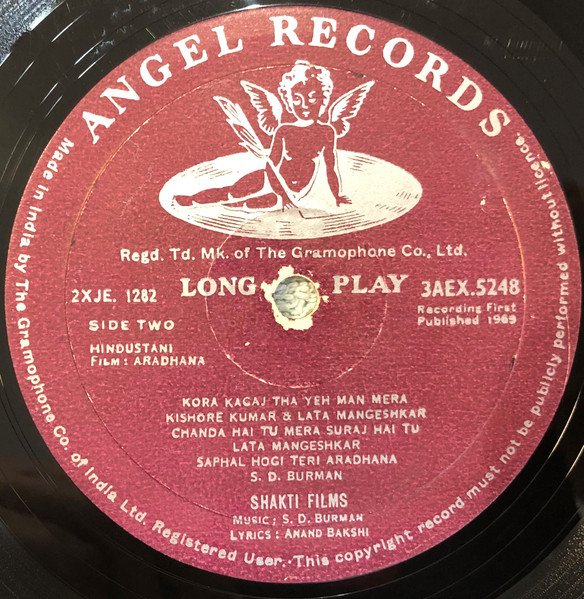 ANGEL RECORDS
Regd. Td. Mk. of The Gramophone Co., Ltd.
2XJE. 1282
LONG PLAY
3AEX.5248
SIDE TWO
Recording First
Published 1969
HINDUSTANI
FILM: ARADHANA
KORA KAGAJ THA YEH MAN MERA
KISHORE KUMAR & LATA MANGESHKAR
CHANDA HAI TU MERA SURAJ HAI TU
LATA MANGESHKAR
SAPHAL HOGI TERI ARADHANA
S. D. BURMAN
SHAKTI FILMS
MUSIC: S. D. BURMAN
LYRICS: ANAND BAKSHI
Made in India by The Gramophone Co. of India Ltd. Registered User. · This copyright record must not be publicly performed without licence.